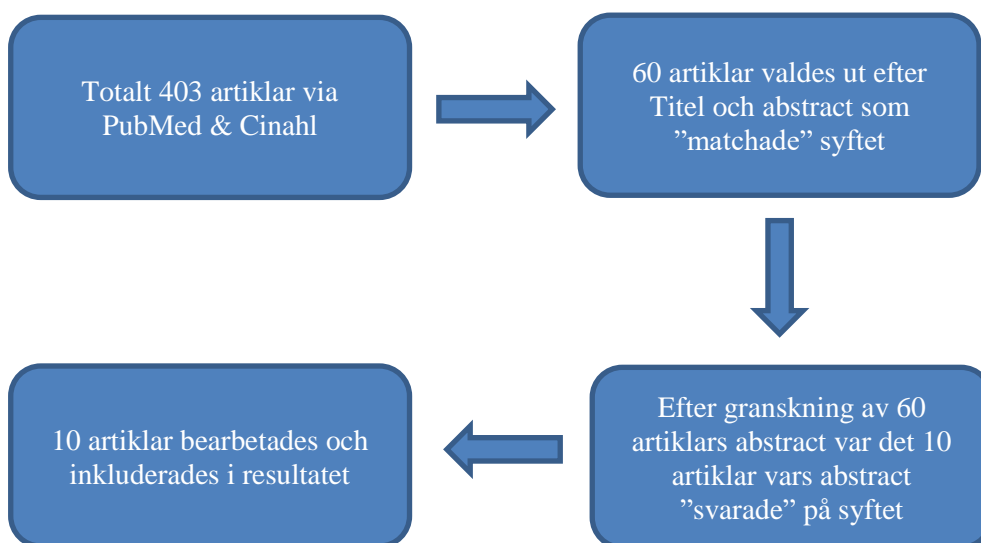 Totalt 403 artiklar via
PubMed & Cinahl
60 artiklar valdes ut efter
Titel och abstract som
”matchade” syftet
Efter granskning av 60
artiklars abstract var det 10
artiklar vars abstract
”svarade” på syftet
10 artiklar bearbetades och
inkluderades i resultatet